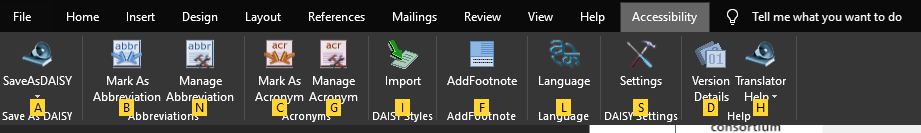 File Home Insert Design Layout References Mailings Review View Help Accessibility Tell me what you want to do
abbr abbr acr acr 01
SaveAsDAISY Mark As Manage Mark As Manage Import AddFootnote Language Settings Version Translator
Abbreviation Abbreviation Acronym Acronym Details Help
A B N C G I F L S D H
Save As DAISY Abbreviations Acronyms DAISY Styles AddFootnote Language DAISY Settings Help
consortium